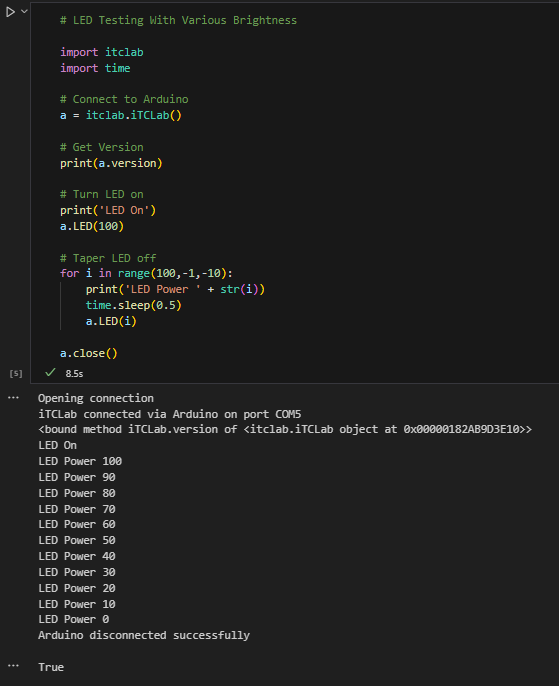 # LED Testing With Various Brightness
import itclab
import time
# Connect to Arduino
a = itclab.iTCLab()
# Get Version
print(a.version)
# Turn LED on
print('LED On')
a.LED(100)
# Taper LED off
for i in range(100,-1,-10):
    print('LED Power ' + str(i))
    time.sleep(0.5)
    a.LED(i)
a.close()
[5] ✓ 8.5s
... Opening connection
iTCLab connected via Arduino on port COM5
<bound method iTCLab.version of <itclab.iTCLab object at 0x00000182AB9D3E10>>
LED On
LED Power 100
LED Power 90
LED Power 80
LED Power 70
LED Power 60
LED Power 50
LED Power 40
LED Power 30
LED Power 20
LED Power 10
LED Power 0
Arduino disconnected successfully
... True